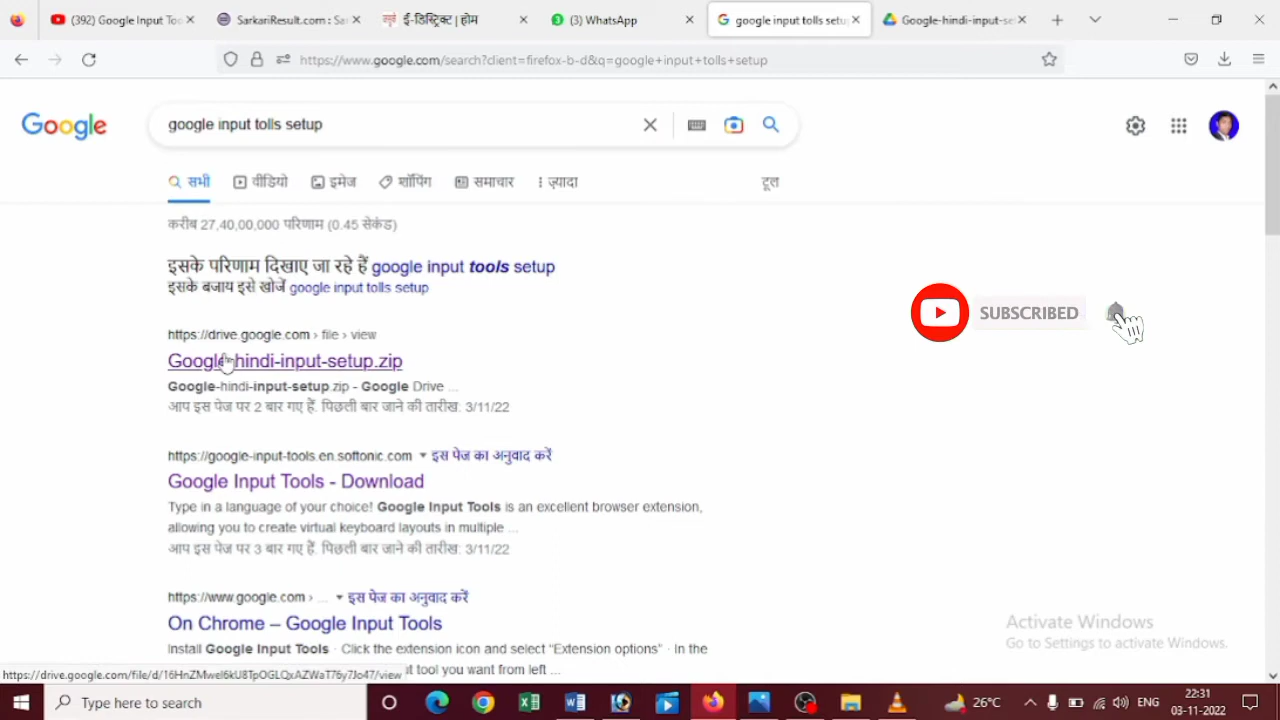 (392) Google Input To
SarkariResult.com : Sa
ई-डिस्ट्रिक्ट | होम
(3) WhatsApp
google input tolls setu
Google-hindi-input-se
https://www.google.com/search?client=firefox-b-d&q=google+input+tolls+setup
Google
google input tolls setup
सभी वीडियो इमेज शॉपिंग समाचार ज़्यादा टूल
करीब 27,40,00,000 परिणाम (0.45 सेकंड)
इसके परिणाम दिखाए जा रहे हैं google input tools setup
इसके बजाय इसे खोजें google input tolls setup
https://drive.google.com › file › view
Google-hindi-input-setup.zip
Google-hindi-input-setup.zip - Google Drive ...
आप इस पेज पर 2 बार गए हैं. पिछली बार जाने की तारीख: 3/11/22
SUBSCRIBED
https://google-input-tools.en.softonic.com इस पेज का अनुवाद करें
Google Input Tools - Download
Type in a language of your choice! Google Input Tools is an excellent browser extension,
allowing you to create virtual keyboard layouts in multiple ...
आप इस पेज पर 3 बार गए हैं. पिछली बार जाने की तारीख: 3/11/22
https://www.google.com › ... इस पेज का अनुवाद करें
On Chrome – Google Input Tools
Install Google Input Tools · Click the extension icon and select “Extension options” · In the
ut tool you want from left ...
Activate Windows
Go to Settings to activate Windows.
Type here to search
26°C
ENG
22:31
03-11-2022